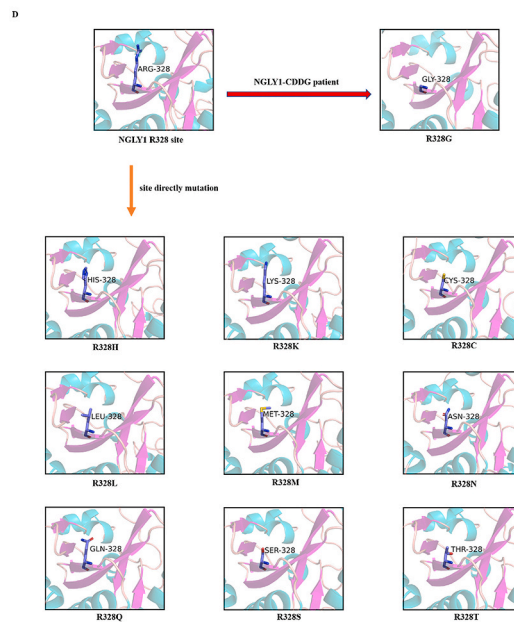 D
ARG-328
NGLY1-CDDG patient
GLY-328
NGLY1 R328 site
R328G
site directly mutation
HIS-328
LYS-328
CYS-328
R328H
R328K
R328C
LEU-328
MET-328
ASN-328
R328L
R328M
R328N
GLN-328
SER-328
THR-328
R328Q
R328S
R328T